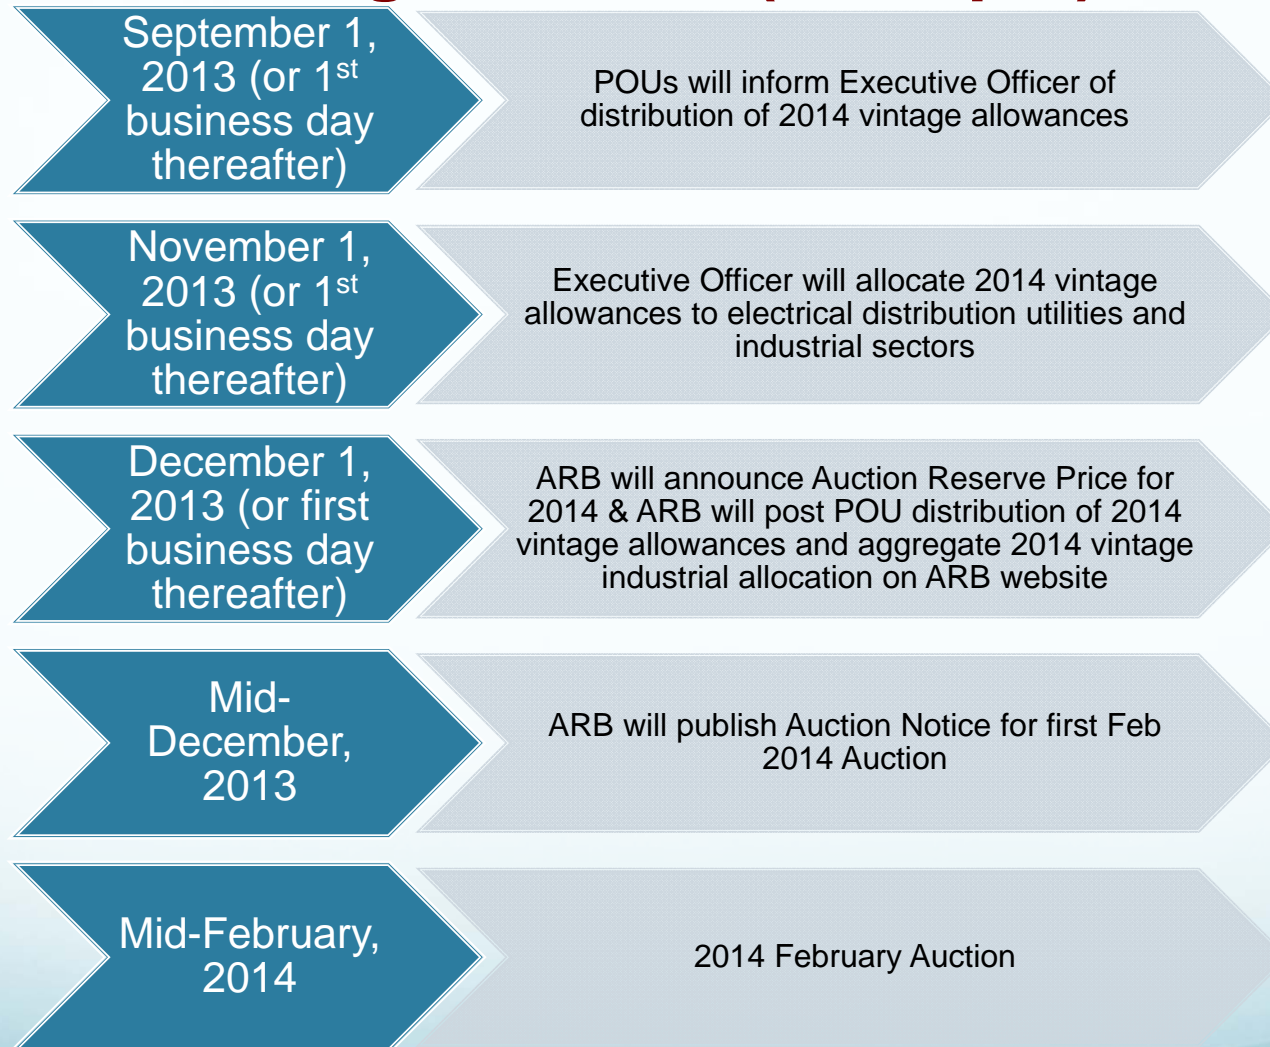 September 1,
2013 (or 1st
business day
thereafter)
POUs will inform Executive Officer of
distribution of 2014 vintage allowances
November 1,
2013 (or 1st
business day
thereafter)
Executive Officer will allocate 2014 vintage
allowances to electrical distribution utilities and
industrial sectors
December 1,
2013 (or first
business day
thereafter)
ARB will announce Auction Reserve Price for
2014 & ARB will post POU distribution of 2014
vintage allowances and aggregate 2014 vintage
industrial allocation on ARB website
Mid-
December,
2013
ARB will publish Auction Notice for first Feb
2014 Auction
Mid-February,
2014
2014 February Auction